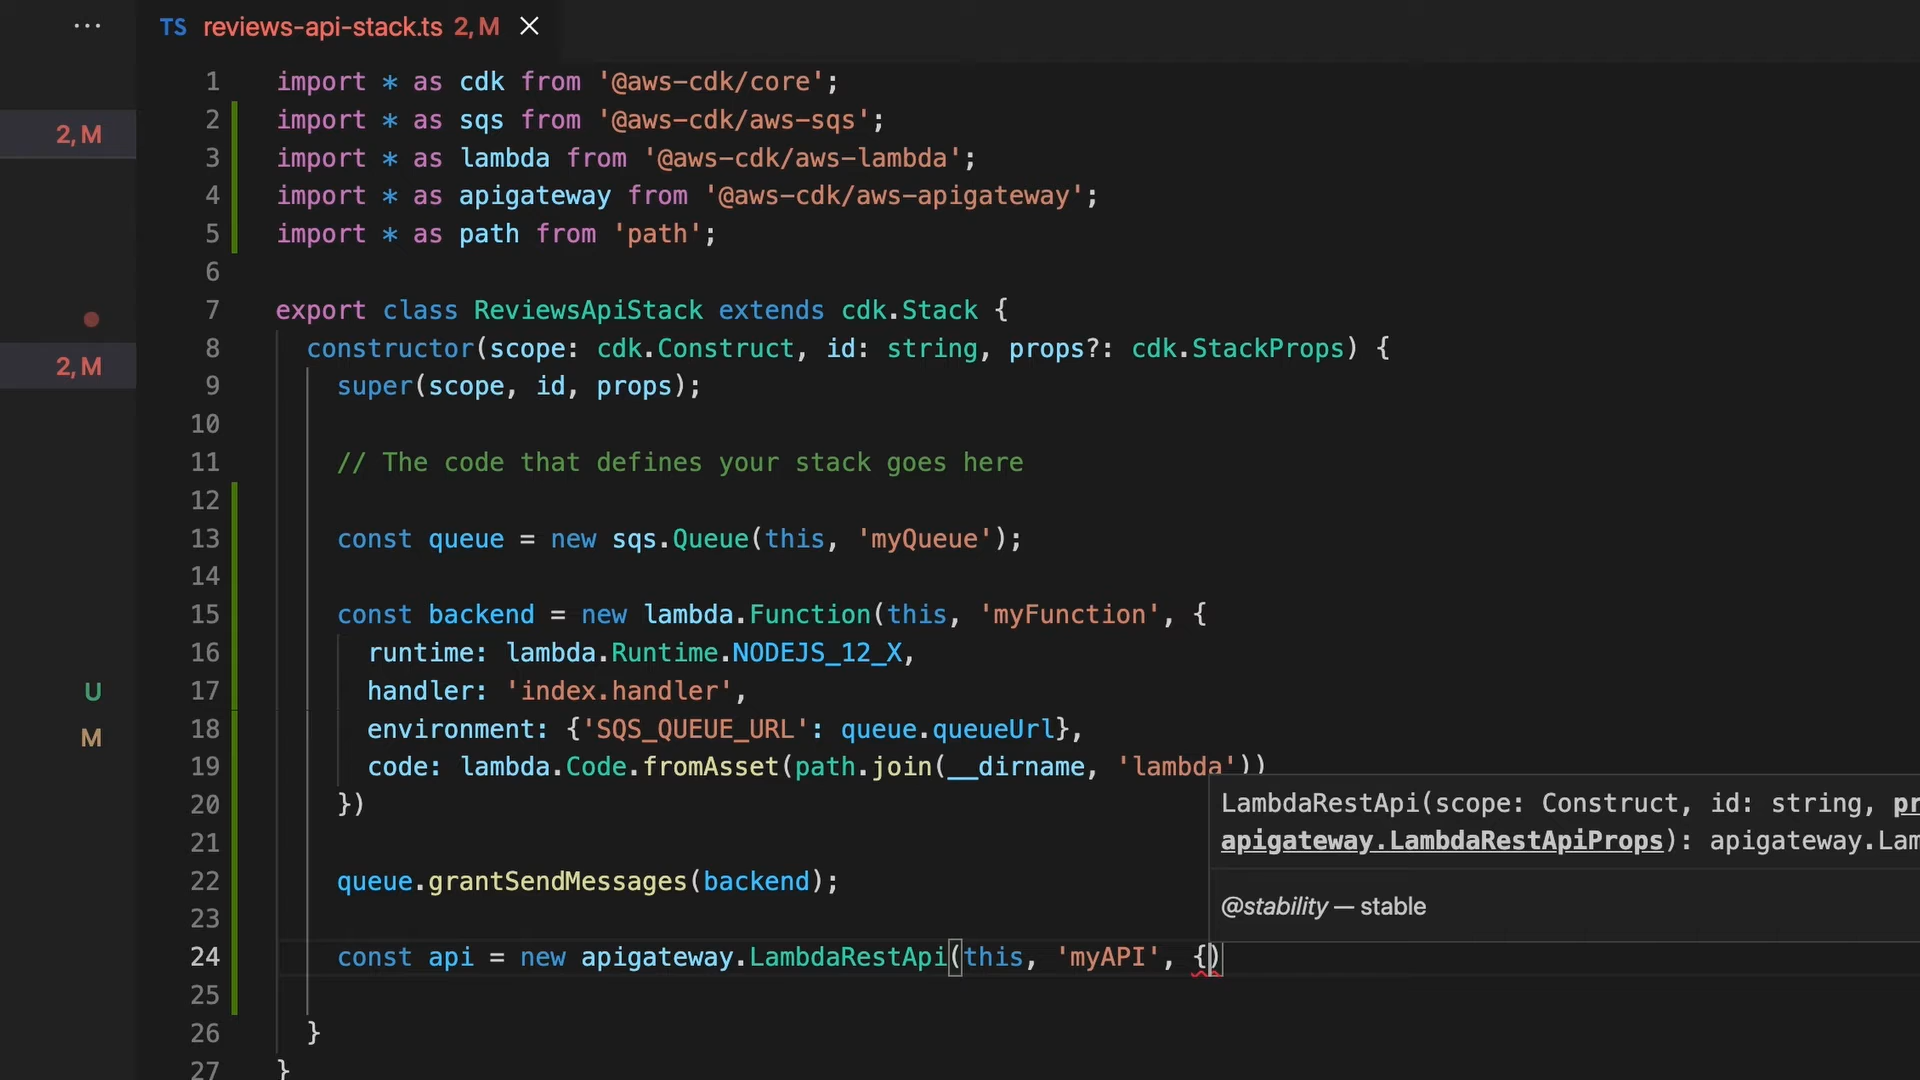 ··· TS reviews-api-stack.ts 2, M ×
1 import * as cdk from '@aws-cdk/core';
2, M 2 import * as sqs from '@aws-cdk/aws-sqs';
3 import * as lambda from '@aws-cdk/aws-lambda';
4 import * as apigateway from '@aws-cdk/aws-apigateway';
5 import * as path from 'path';
6
7 export class ReviewsApiStack extends cdk.Stack {
2, M 8 constructor(scope: cdk.Construct, id: string, props?: cdk.StackProps) {
9 super(scope, id, props);
10
11 // The code that defines your stack goes here
12
13 const queue = new sqs.Queue(this, 'myQueue');
14
15 const backend = new lambda.Function(this, 'myFunction', {
16 runtime: lambda.Runtime.NODEJS_12_X,
U 17 handler: 'index.handler',
M 18 environment: {'SQS_QUEUE_URL': queue.queueUrl},
19 code: lambda.Code.fromAsset(path.join(__dirname, 'lambda'))
20 })
LambdaRestApi(scope: Construct, id: string, pr
21
apigateway.LambdaRestApiProps): apigateway.Lam
22 queue.grantSendMessages(backend);
@stability — stable
23
24 const api = new apigateway.LambdaRestApi(this, 'myAPI', {)
25
26 }
27 }